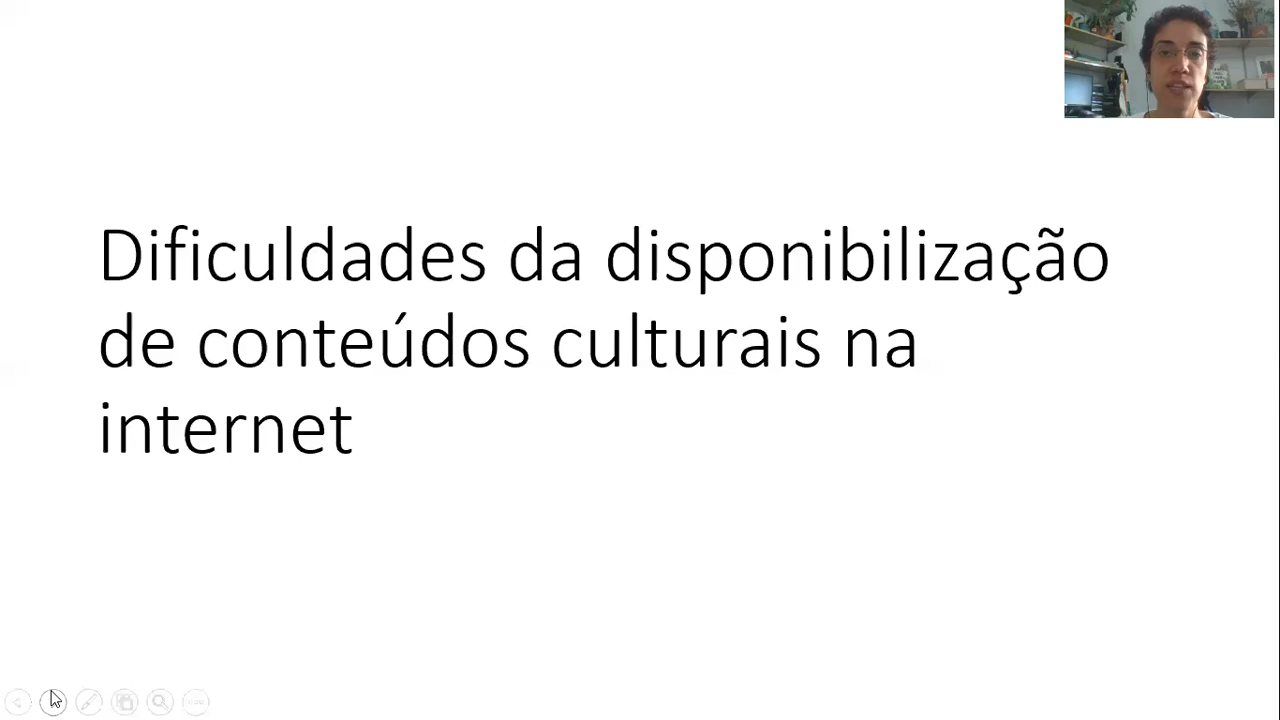 Dificuldades da disponibilização
de conteúdos culturais na
internet